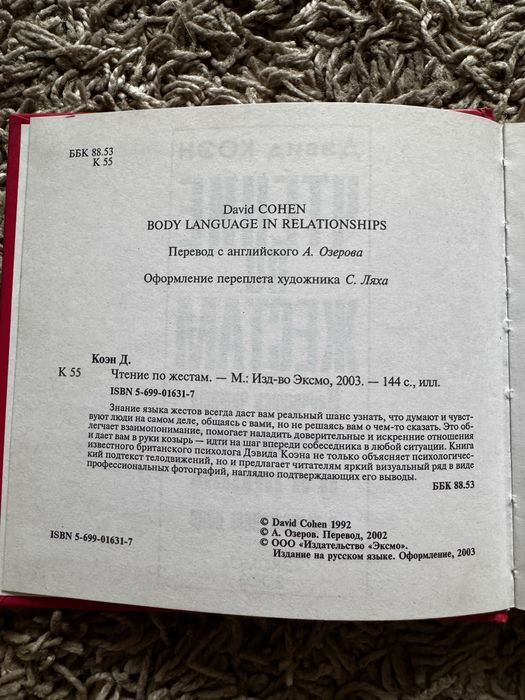 ББК 88.53
К 55
David COHEN
BODY LANGUAGE IN RELATIONSHIPS
Перевод с английского А. Озерова
Оформление переплета художника С. Ляха
Коэн Д.
К 55 Чтение по жестам. — М.: Изд-во Эксмо, 2003. — 144 с., илл.
ISBN 5-699-01631-7
Знание языка жестов всегда даст вам реальный шанс узнать, что думают и чувст-
вуют люди на самом деле, общаясь с вами, но не решаясь вам о чем-то сказать. Это об-
легчает взаимопонимание, помогает наладить доверительные и искренние отношения
и дает вам в руки козырь — идти на шаг впереди собеседника в любой ситуации. Книга
известного британского психолога Дэвида Коэна не только объясняет психологичес-
кий подтекст телодвижений, но и предлагает читателям яркий визуальный ряд в виде
профессиональных фотографий, наглядно подтверждающих его выводы.
ББК 88.53
© David Cohen 1992
© А. Озеров. Перевод, 2002
© ООО «Издательство «Эксмо».
Издание на русском языке. Оформление, 2003
ISBN 5-699-01631-7